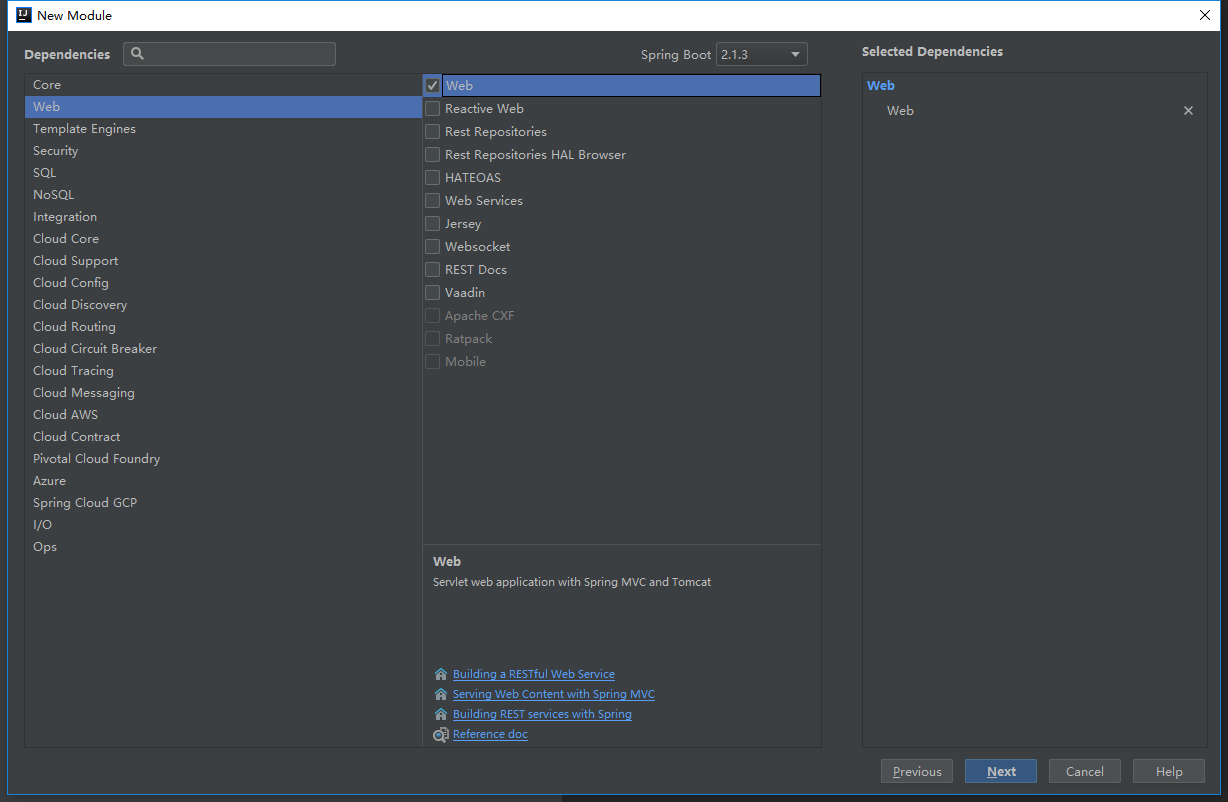 New Module
Dependencies
Spring Boot 2.1.3
Selected Dependencies
Core
Web
Template Engines
Security
SQL
NoSQL
Integration
Cloud Core
Cloud Support
Cloud Config
Cloud Discovery
Cloud Routing
Cloud Circuit Breaker
Cloud Tracing
Cloud Messaging
Cloud AWS
Cloud Contract
Pivotal Cloud Foundry
Azure
Spring Cloud GCP
I/O
Ops
Web
Reactive Web
Rest Repositories
Rest Repositories HAL Browser
HATEOAS
Web Services
Jersey
Websocket
REST Docs
Vaadin
Apache CXF
Ratpack
Mobile
Web
Servlet web application with Spring MVC and Tomcat
Building a RESTful Web Service
Serving Web Content with Spring MVC
Building REST services with Spring
Reference doc
Web
Web
Previous
Next
Cancel
Help